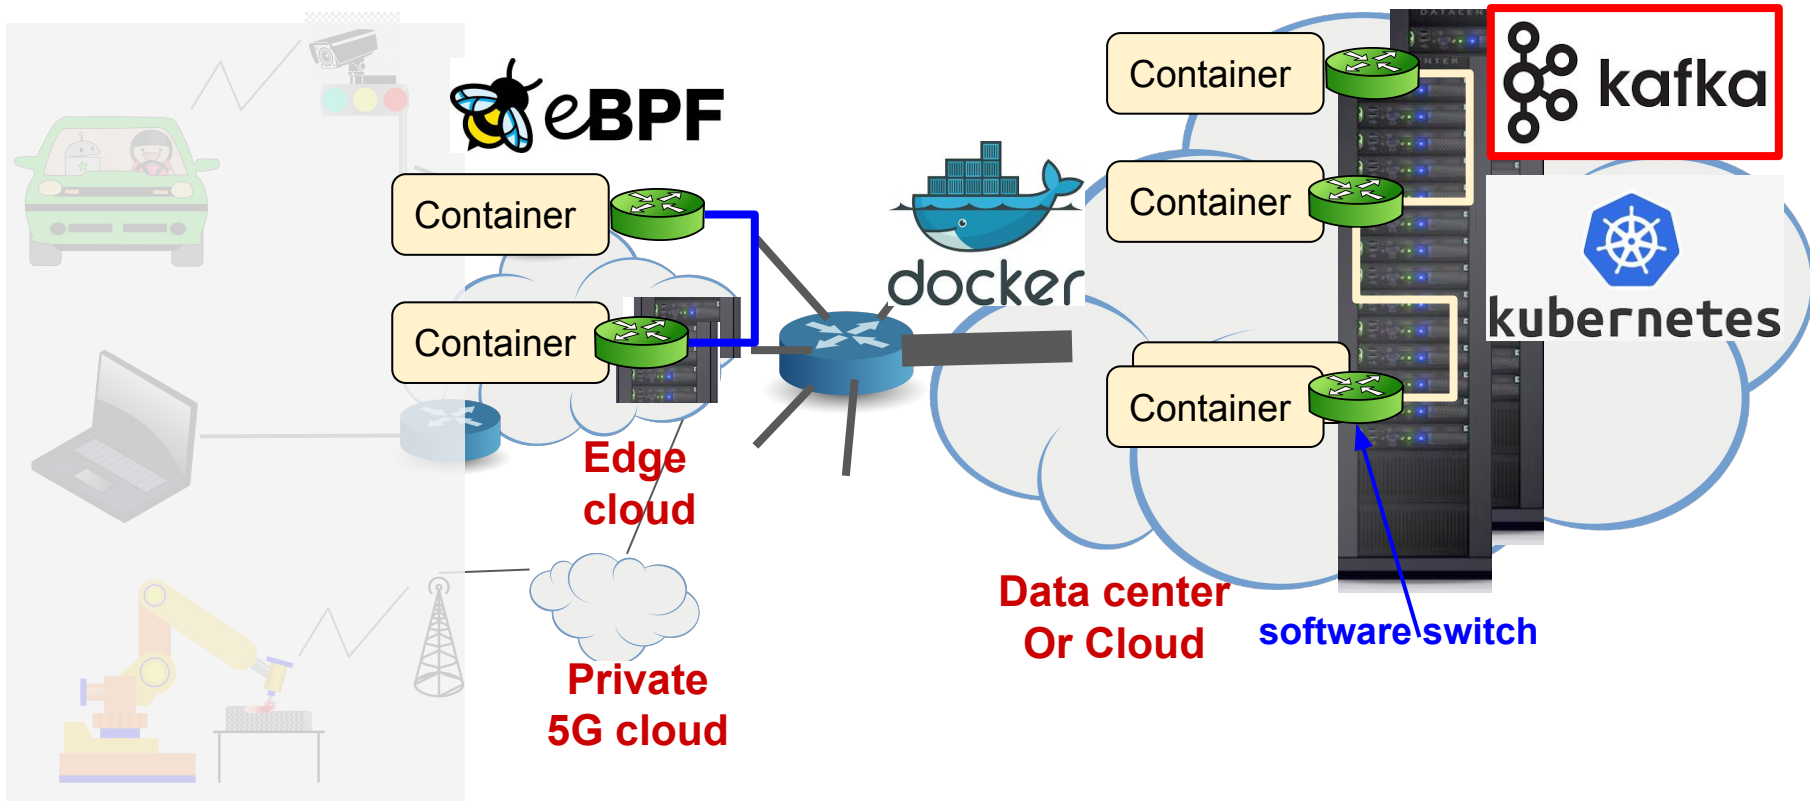 eBPF
Container
Container
Edge
cloud
Private
5G cloud
docker
Container
Container
Container
Data center
Or Cloud
software switch
kafka
kubernetes